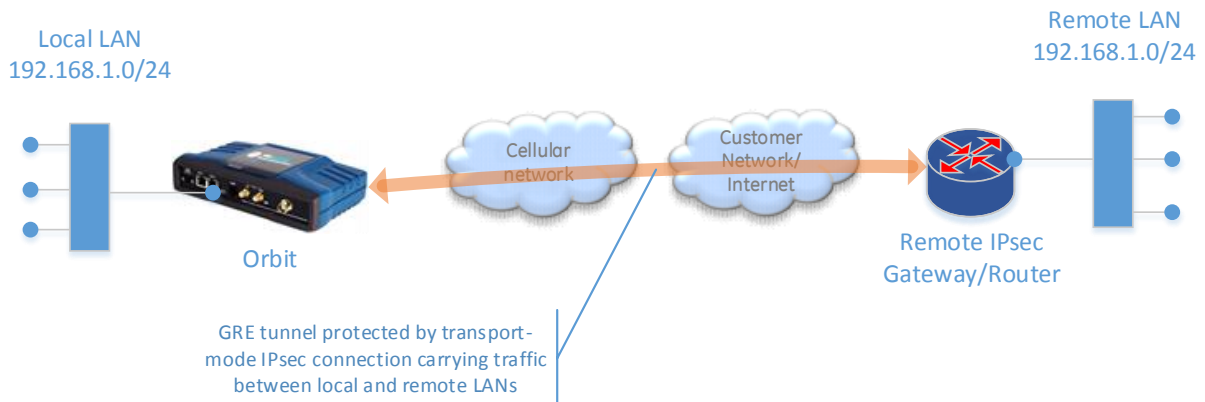 Local LAN
192.168.1.0/24
Remote LAN
192.168.1.0/24
Cellular
network
Customer
Network/
Internet
Orbit
Remote IPsec
Gateway/Router
GRE tunnel protected by transport-
mode IPsec connection carrying traffic
between local and remote LANs